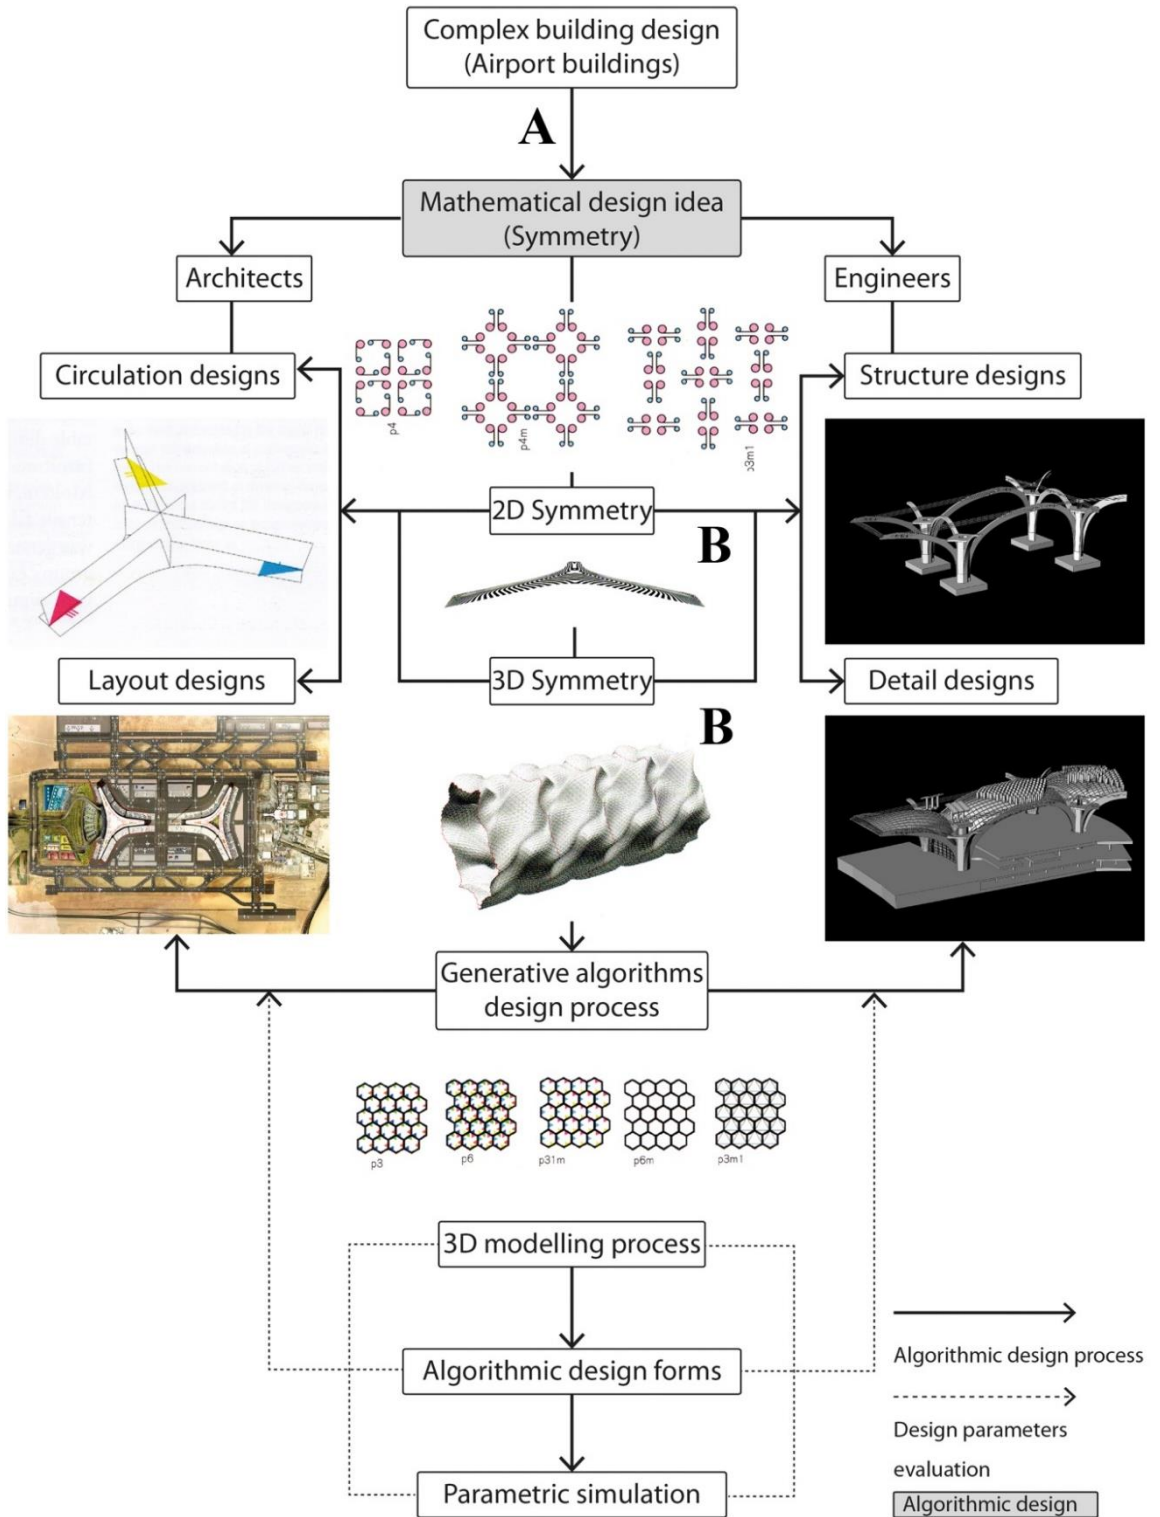 Complex building design
(Airport buildings)
A
Mathematical design idea
(Symmetry)
Architects
Engineers
Circulation designs
Structure designs
p4
p4m
p3m1
2D Symmetry
B
Layout designs
3D Symmetry
Detail designs
B
Generative algorithms
design process
p3
p6
p31m
p6m
p3m1
3D modelling process
Algorithmic design forms
Parametric simulation
Algorithmic design process
Design parameters
evaluation
Algorithmic design